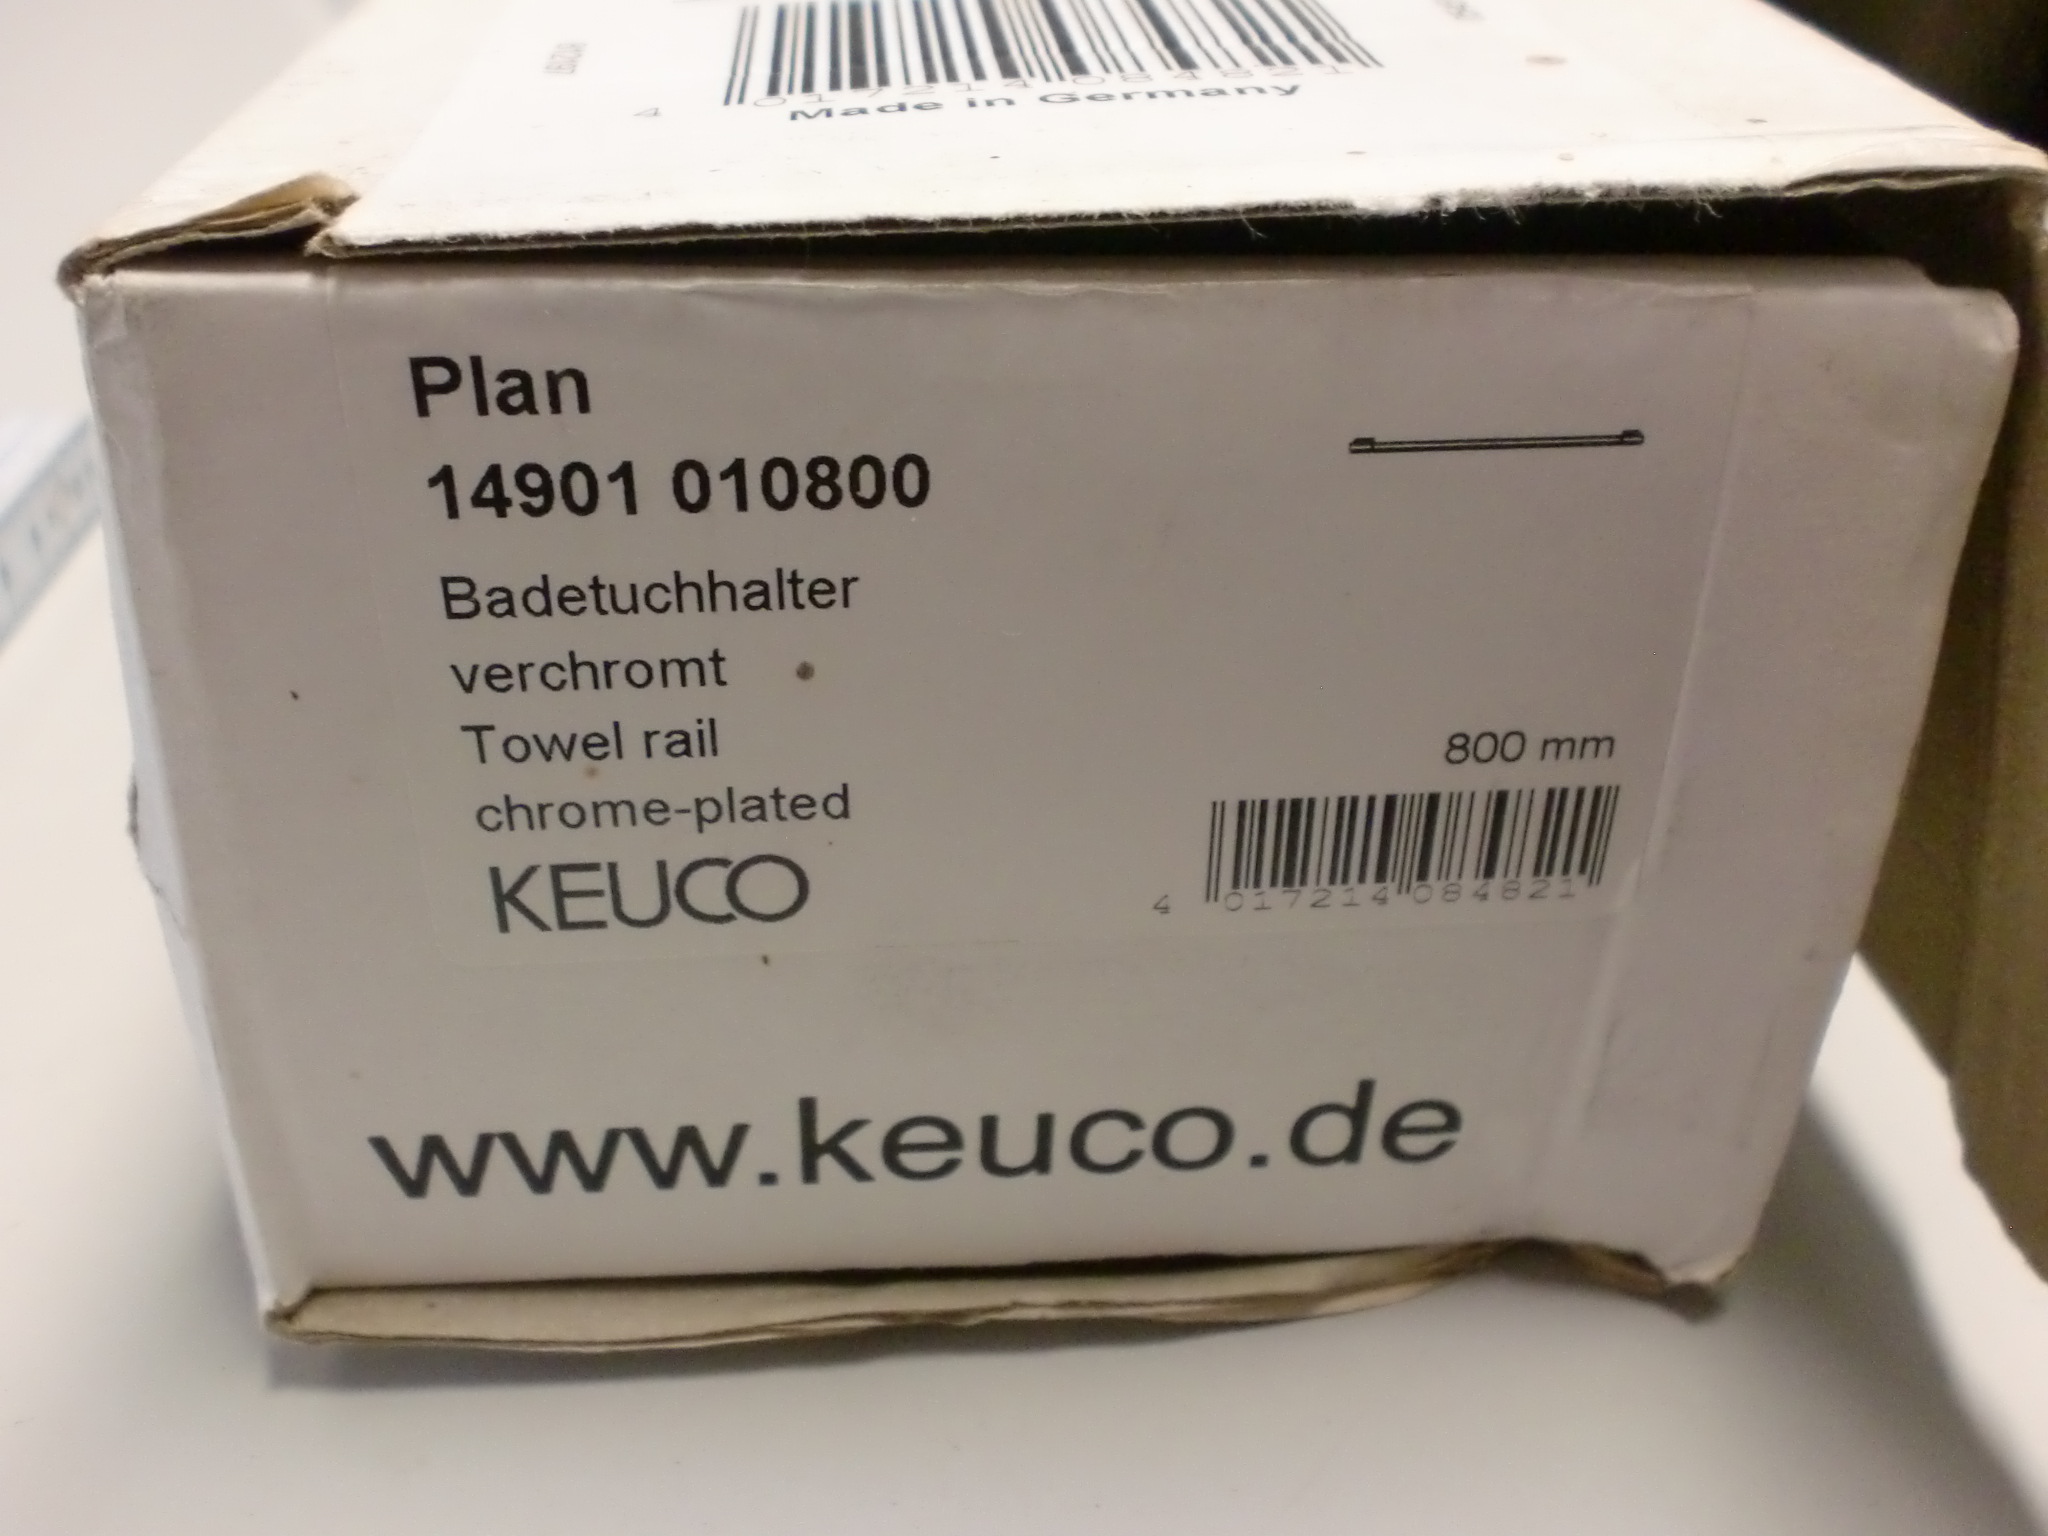 4 017214 084821
Made in Germany
Plan
14901 010800
Badetuchhalter
verchromt
Towel rail
chrome-plated
800 mm
KEUCO
4 017214 084821
www.keuco.de